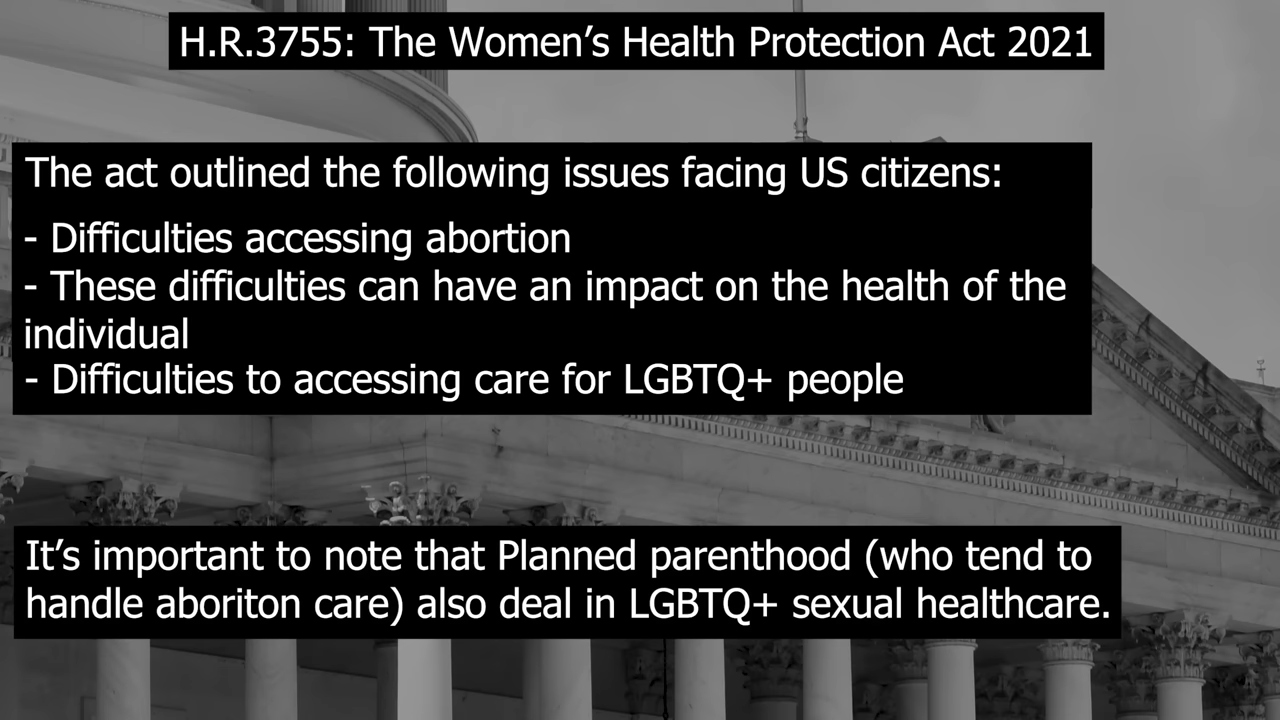 H.R.3755: The Women’s Health Protection Act 2021
The act outlined the following issues facing US citizens:
- Difficulties accessing abortion
- These difficulties can have an impact on the health of the
individual
- Difficulties to accessing care for LGBTQ+ people
It’s important to note that Planned parenthood (who tend to
handle aboriton care) also deal in LGBTQ+ sexual healthcare.